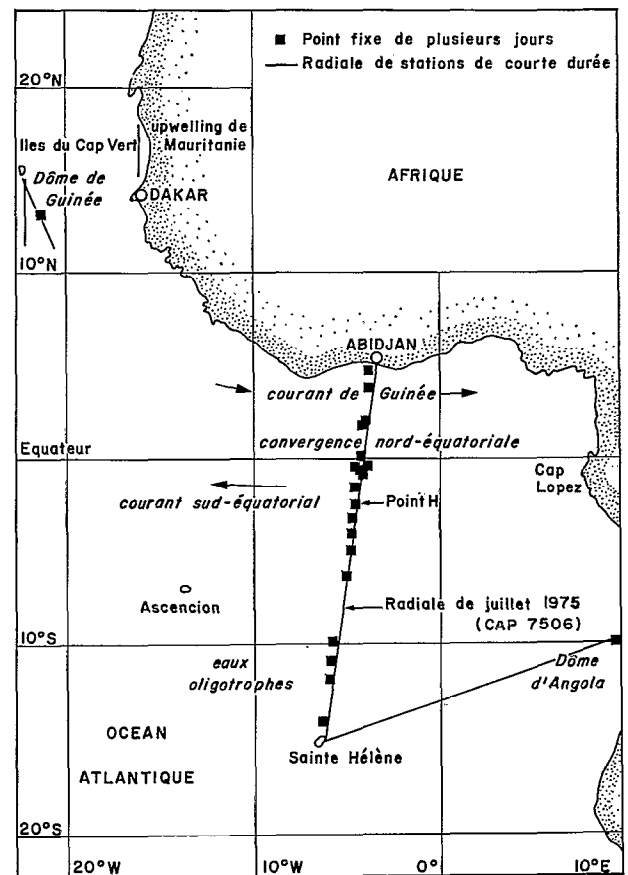 ■ Point fixe de plusieurs jours
— Radiale de stations de courte durée
20°N
Iles du Cap Vert
upwelling de
Mauritanie
Dôme de
Guinée
DAKAR
AFRIQUE
10°N
ABIDJAN
courant de Guinée
convergence nord-équatoriale
Equateur
Cap
Lopez
courant sud-équatorial
Point H
Ascencion
Radiale de juillet 1975
(CAP 7506)
10°S
eaux
oligotrophes
Dôme
d'Angola
OCEAN
ATLANTIQUE
Sainte Hélène
20°S
20°W
10°W
0°
10°E